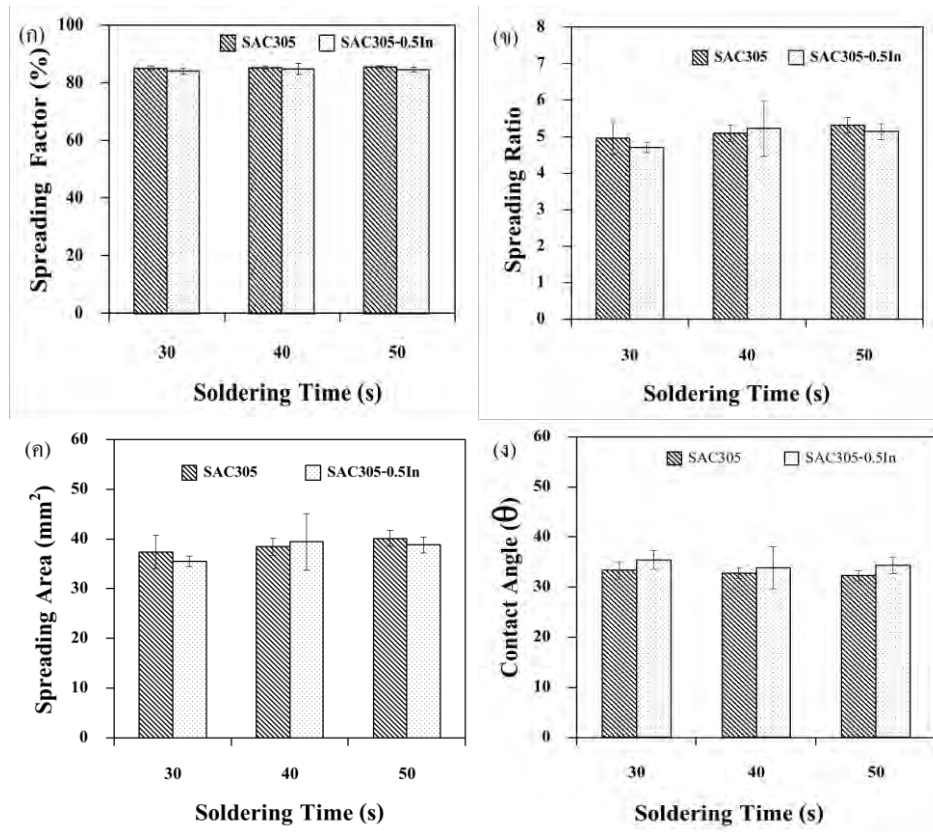 (ก)
SAC305 SAC305-0.5In
Spreading Factor (%)
100
80
60
40
20
0
30 40 50
Soldering Time (s)
(ข)
SAC305 SAC305-0.5In
Spreading Ratio
8
7
6
5
4
3
2
1
0
30 40 50
Soldering Time (s)
(ค)
SAC305 SAC305-0.5In
Spreading Area (mm²)
60
50
40
30
20
10
0
30 40 50
Soldering Time (s)
(ง)
SAC305 SAC305-0.5In
Contact Angle (θ)
60
50
40
30
20
10
0
30 40 50
Soldering Time (s)